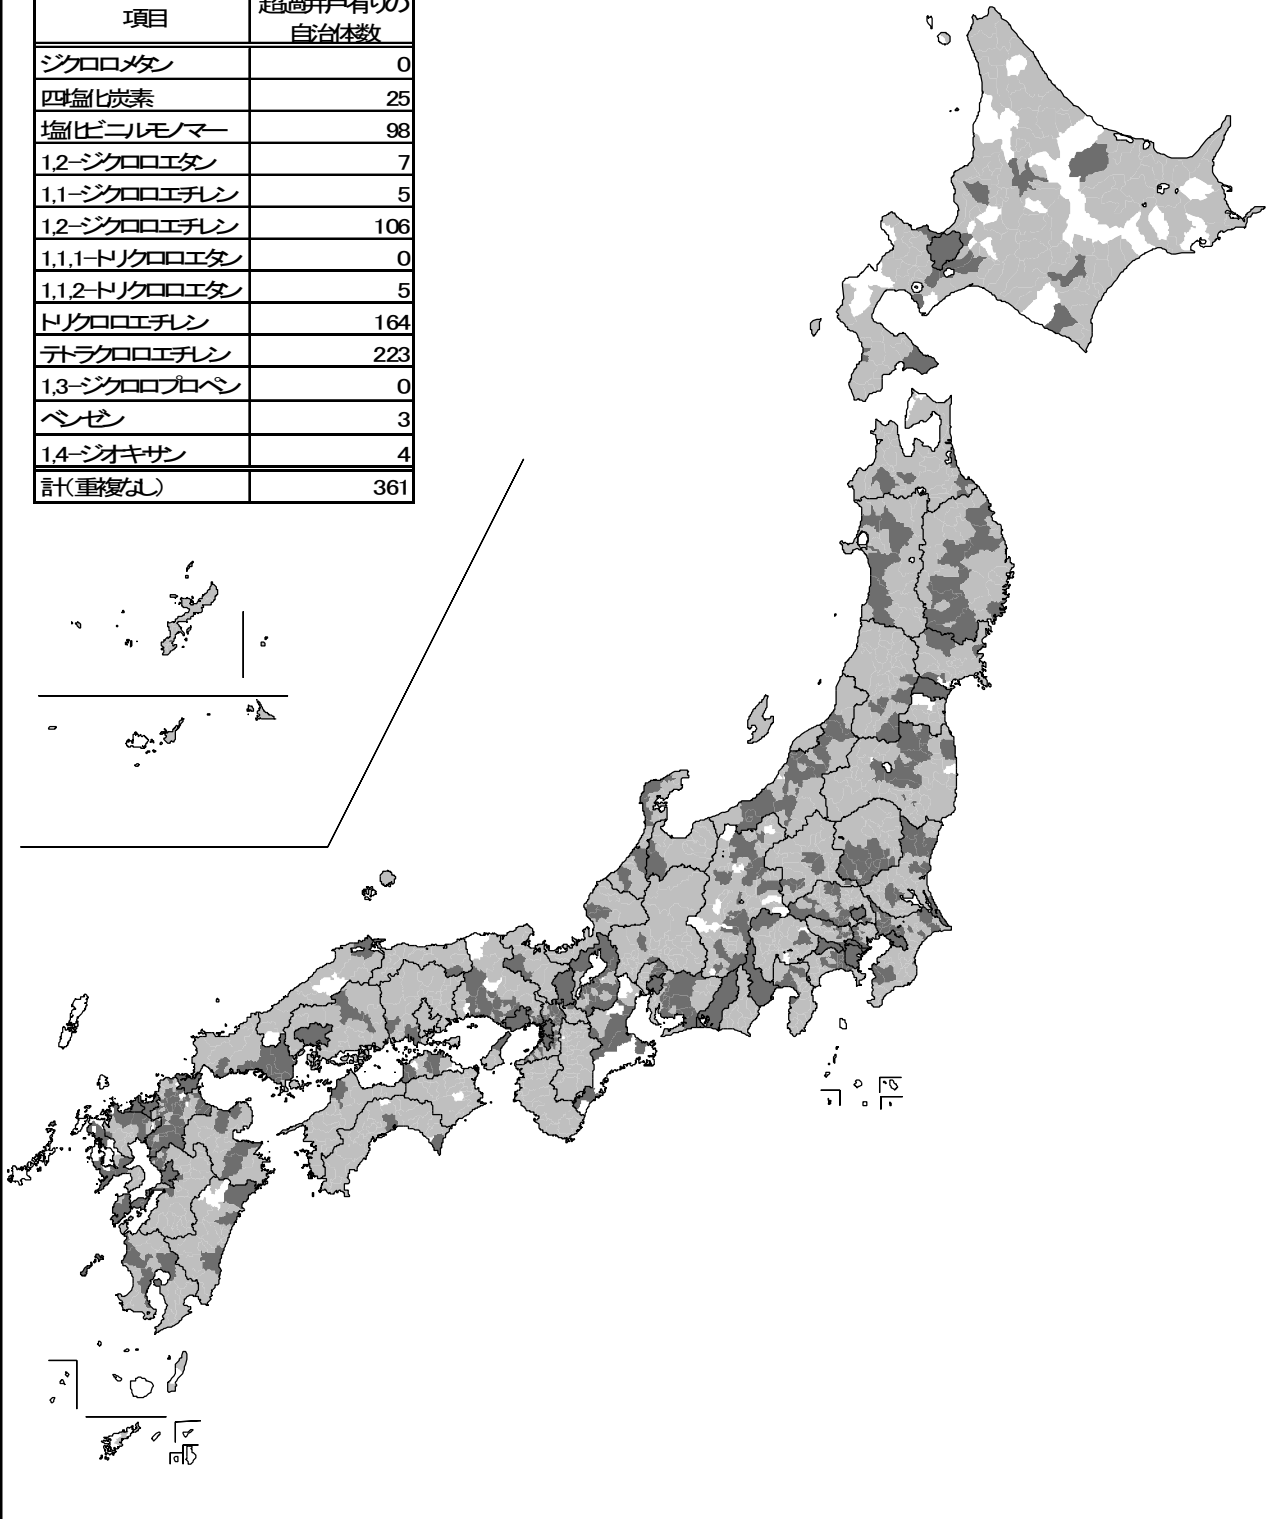 項目
超過井戸有りの
自治体数
ジクロロメタン 0
四塩化炭素 25
塩化ビニルモノマー 98
1,2-ジクロロエタン 7
1,1-ジクロロエチレン 5
1,2-ジクロロエチレン 106
1,1,1-トリクロロエタン 0
1,1,2-トリクロロエタン 5
トリクロロエチレン 164
テトラクロロエチレン 223
1,3-ジクロロプロペン 0
ベンゼン 3
1,4-ジオキサン 4
計(重複なし) 361